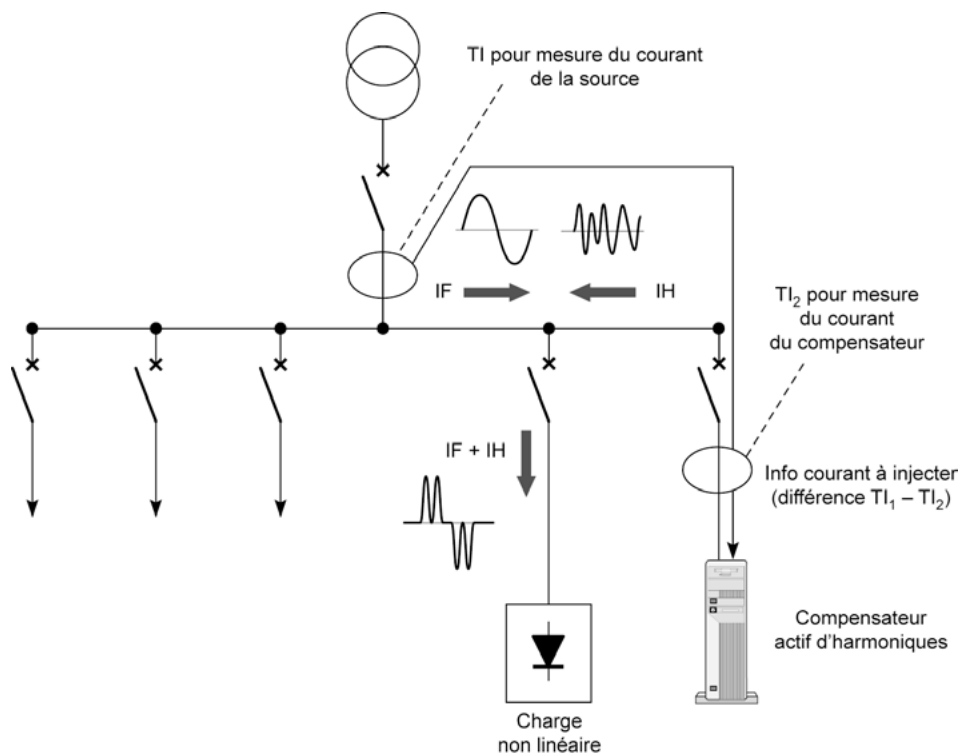 TI pour mesure du courant
de la source
IF
IH
TI₂ pour mesure
du courant
du compensateur
IF + IH
Info courant à injecter
(différence TI₁ – TI₂)
Compensateur
actif d'harmoniques
Charge
non linéaire